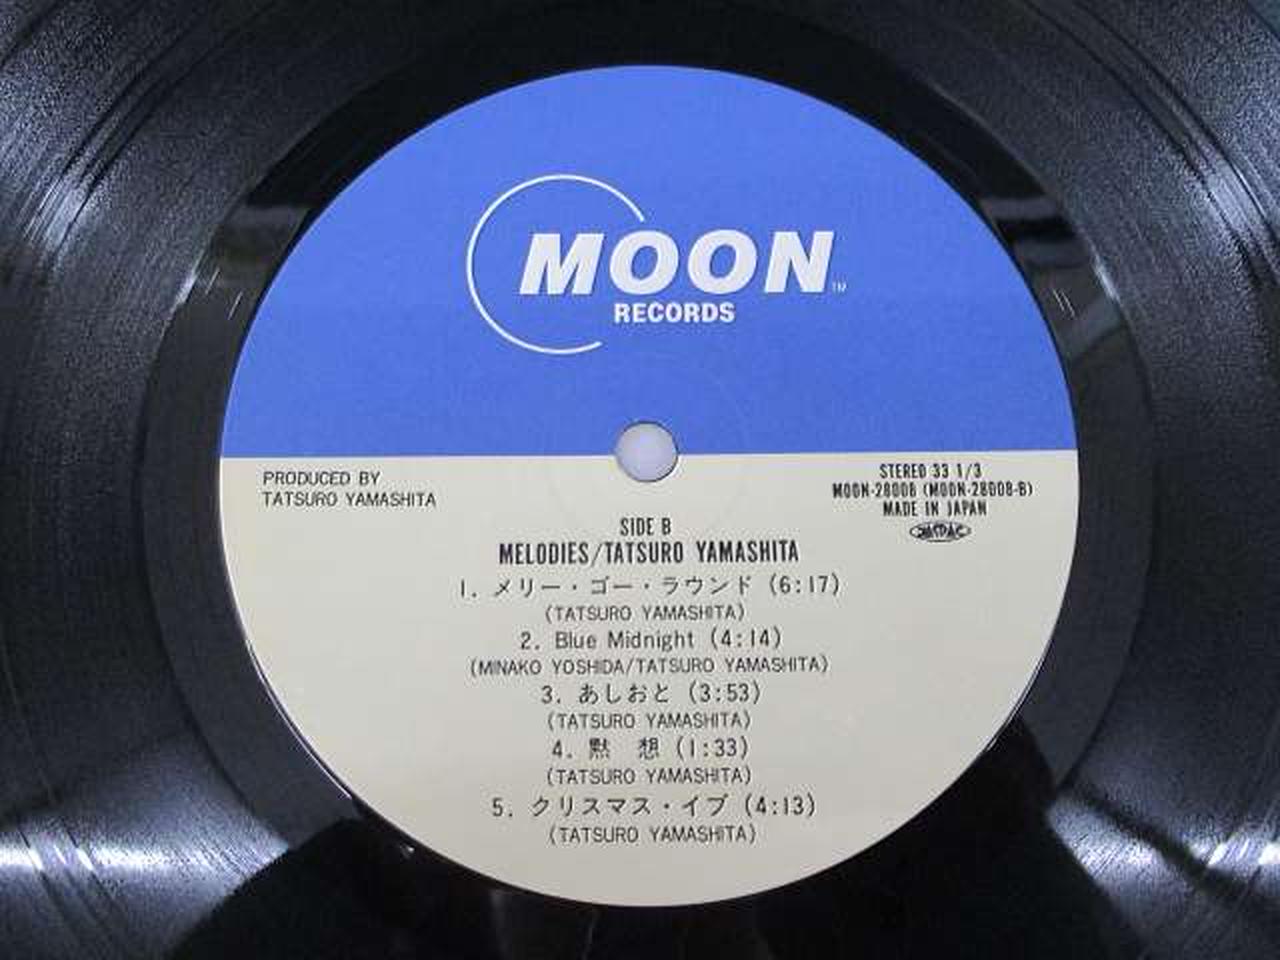 MOON TM
RECORDS
PRODUCED BY
TATSURO YAMASHITA
STEREO 33 1/3
MOON-28008 (MOON-28008-B)
MADE IN JAPAN
SIDE B
MELODIES/TATSURO YAMASHITA
1. メリー・ゴー・ラウンド (6:17)
(TATSURO YAMASHITA)
2. Blue Midnight (4:14)
(MINAKO YOSHIDA/TATSURO YAMASHITA)
3. あしおと (3:53)
(TATSURO YAMASHITA)
4. 黙 想 (1:33)
(TATSURO YAMASHITA)
5. クリスマス・イブ (4:13)
(TATSURO YAMASHITA)